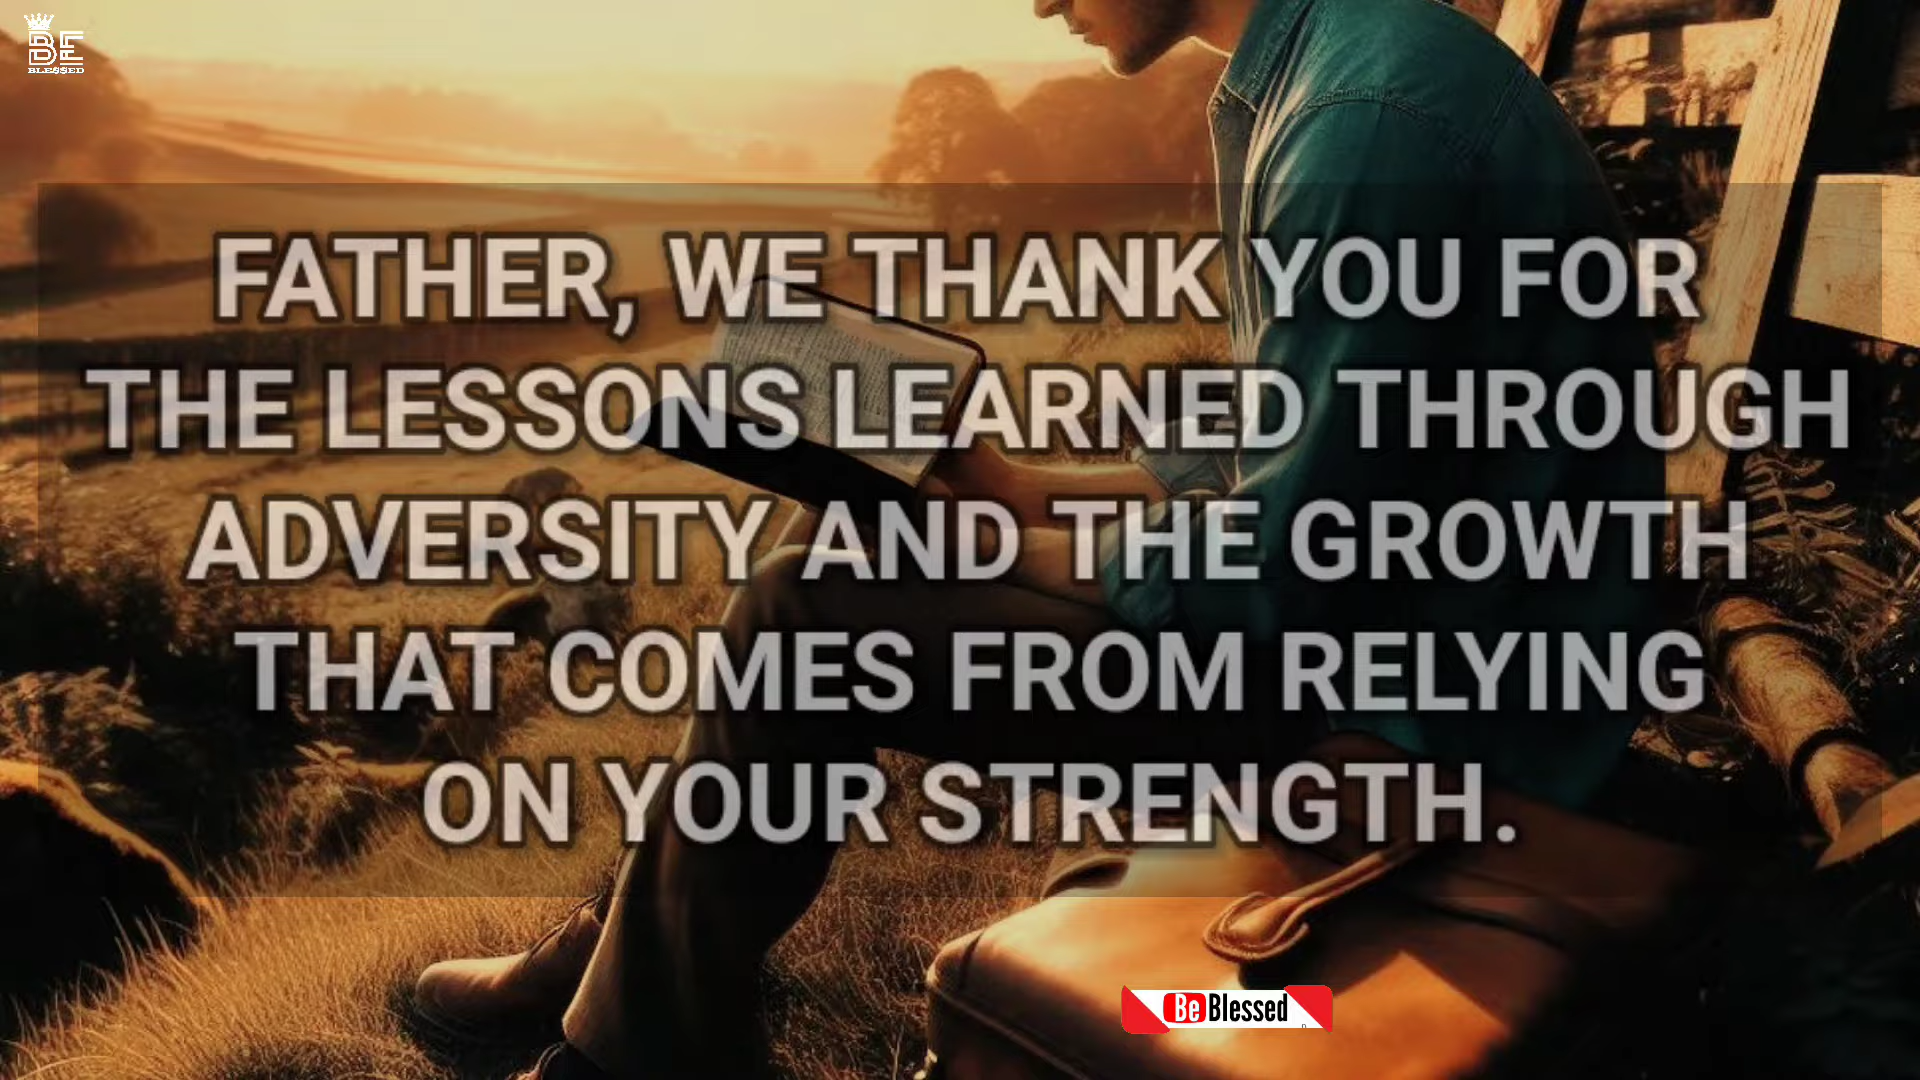 BE
BLESSED
FATHER, WE THANK YOU FOR
THE LESSONS LEARNED THROUGH
ADVERSITY AND THE GROWTH
THAT COMES FROM RELYING
ON YOUR STRENGTH.
Be Blessed